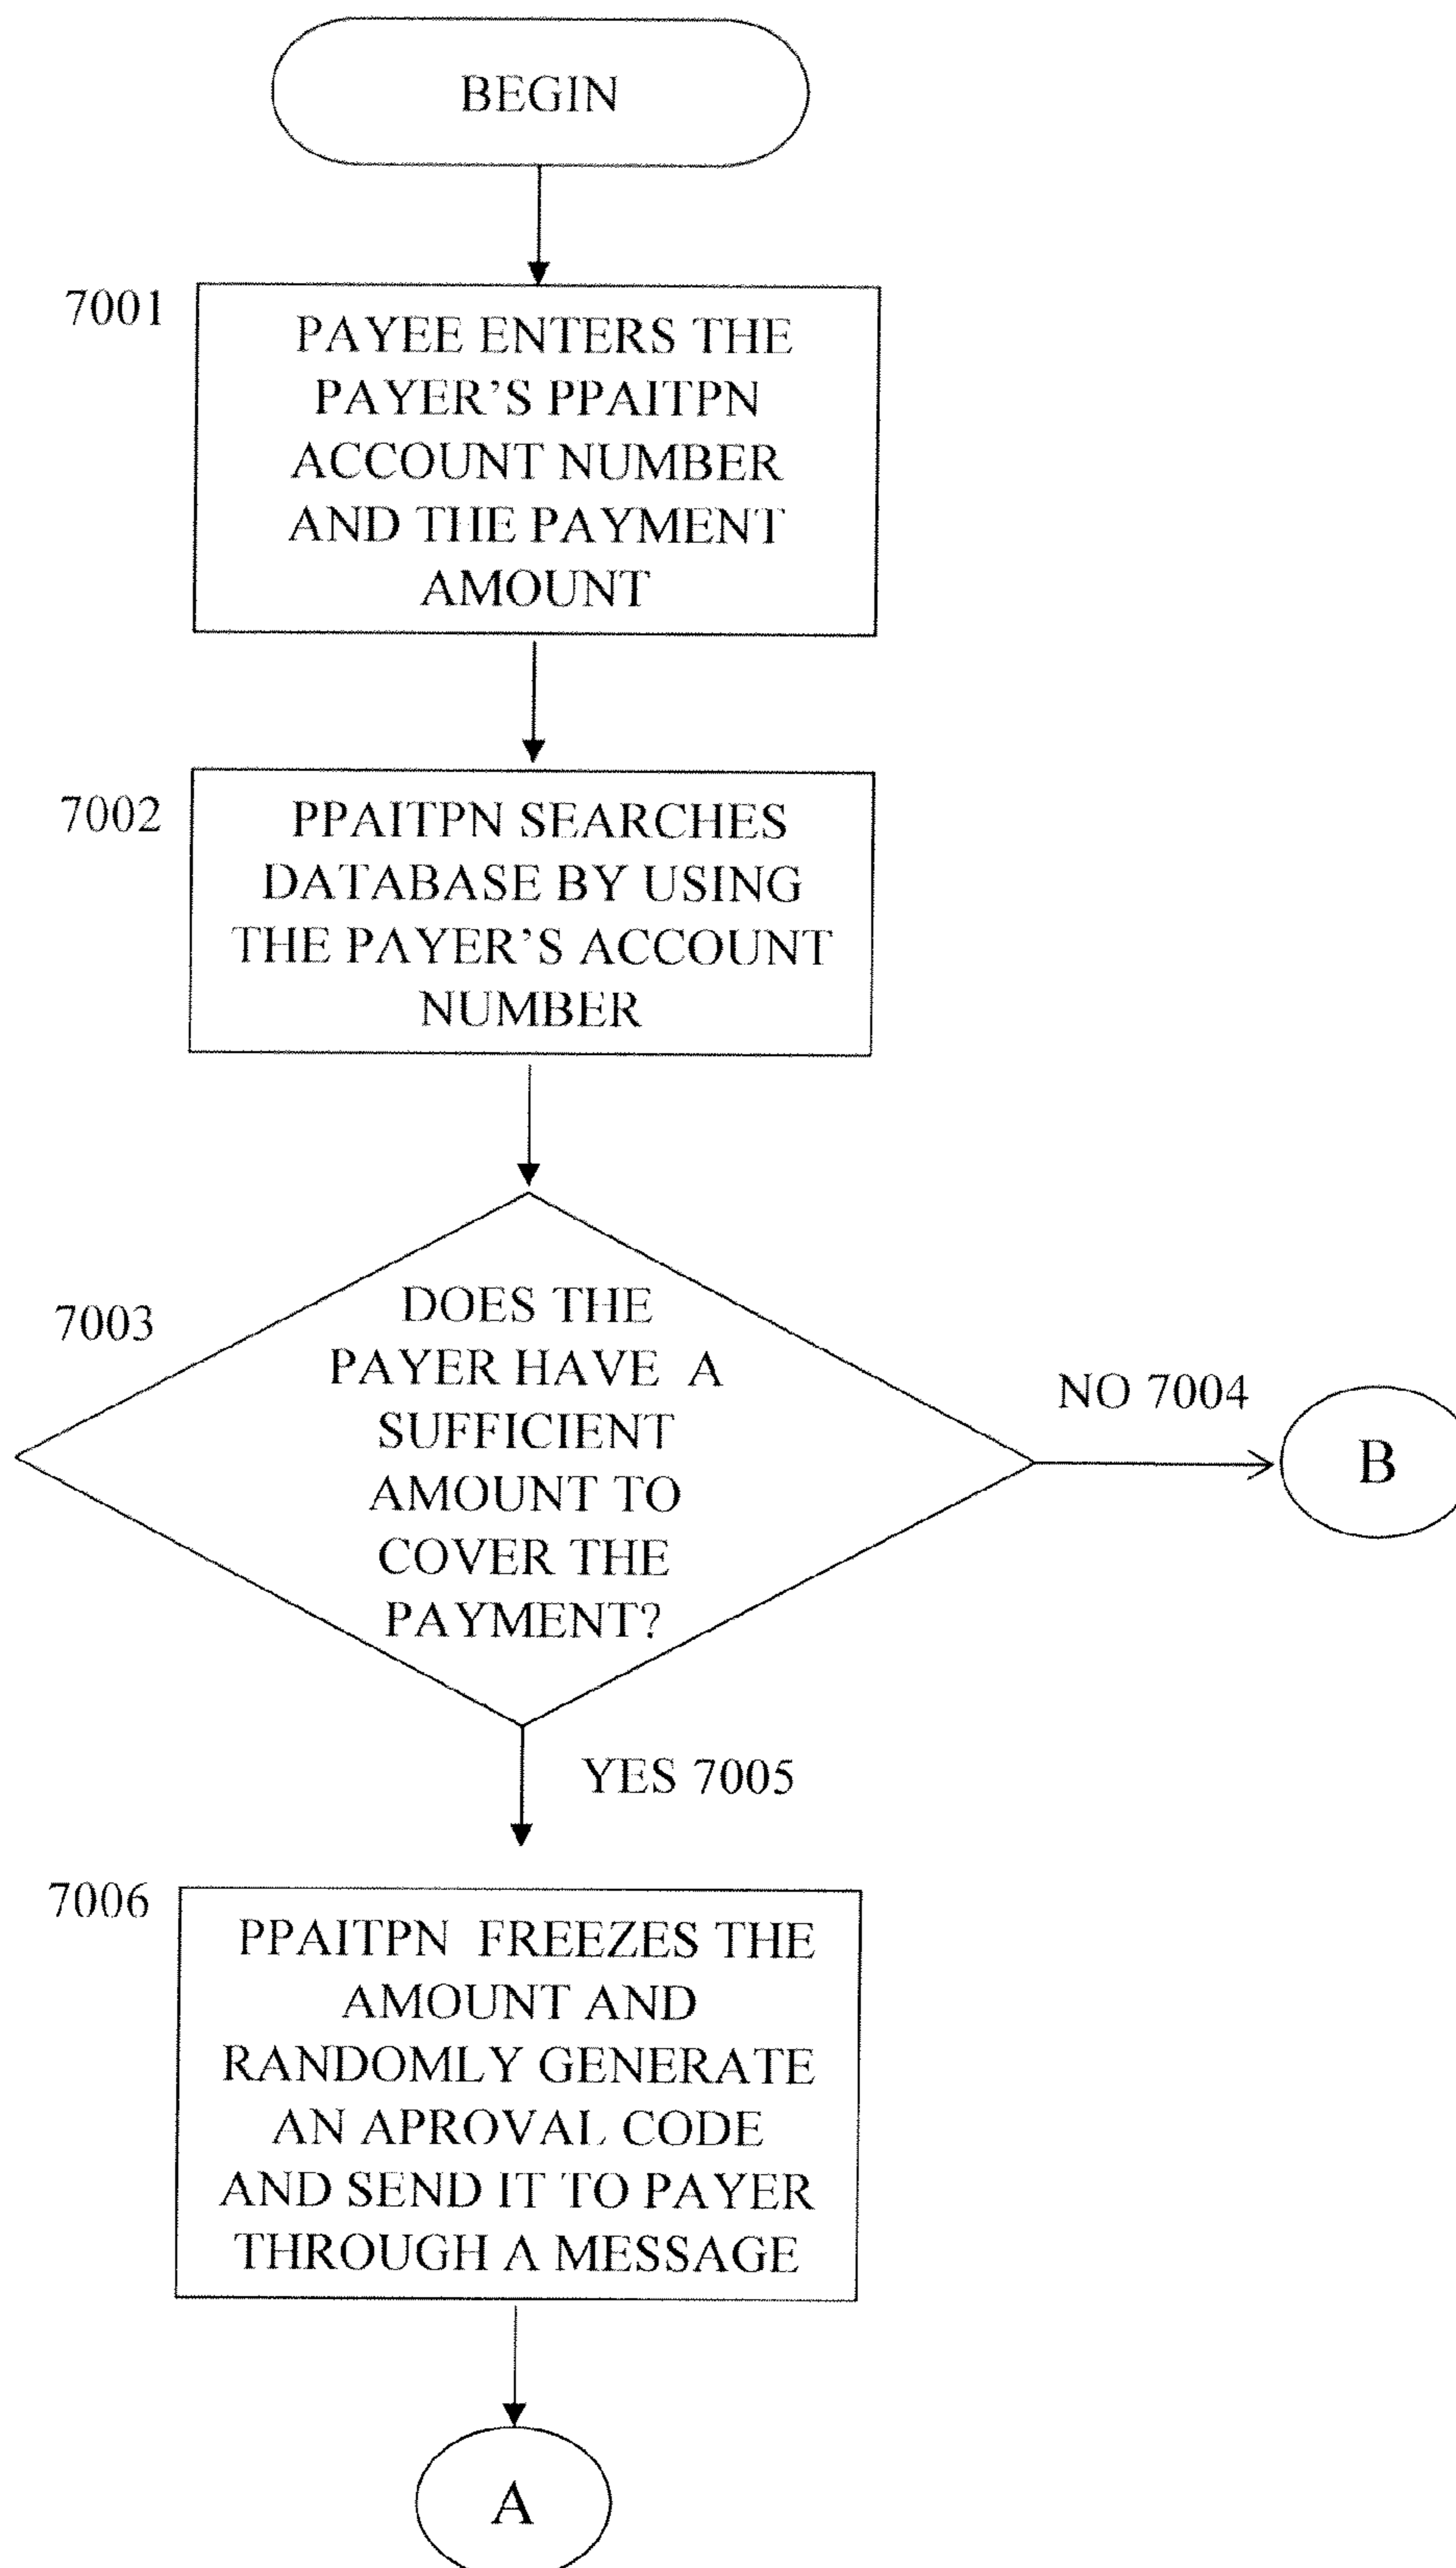 BEGIN
7001
PAYEE ENTERS THE
PAYER'S PPAITPN
ACCOUNT NUMBER
AND THE PAYMENT
AMOUNT
7002
PPAITPN SEARCHES
DATABASE BY USING
THE PAYER'S ACCOUNT
NUMBER
7003
DOES THE
PAYER HAVE A
SUFFICIENT
AMOUNT TO
COVER THE
PAYMENT?
NO 7004
B
YES 7005
7006
PPAITPN FREEZES THE
AMOUNT AND
RANDOMLY GENERATE
AN APROVAL CODE
AND SEND IT TO PAYER
THROUGH A MESSAGE
A